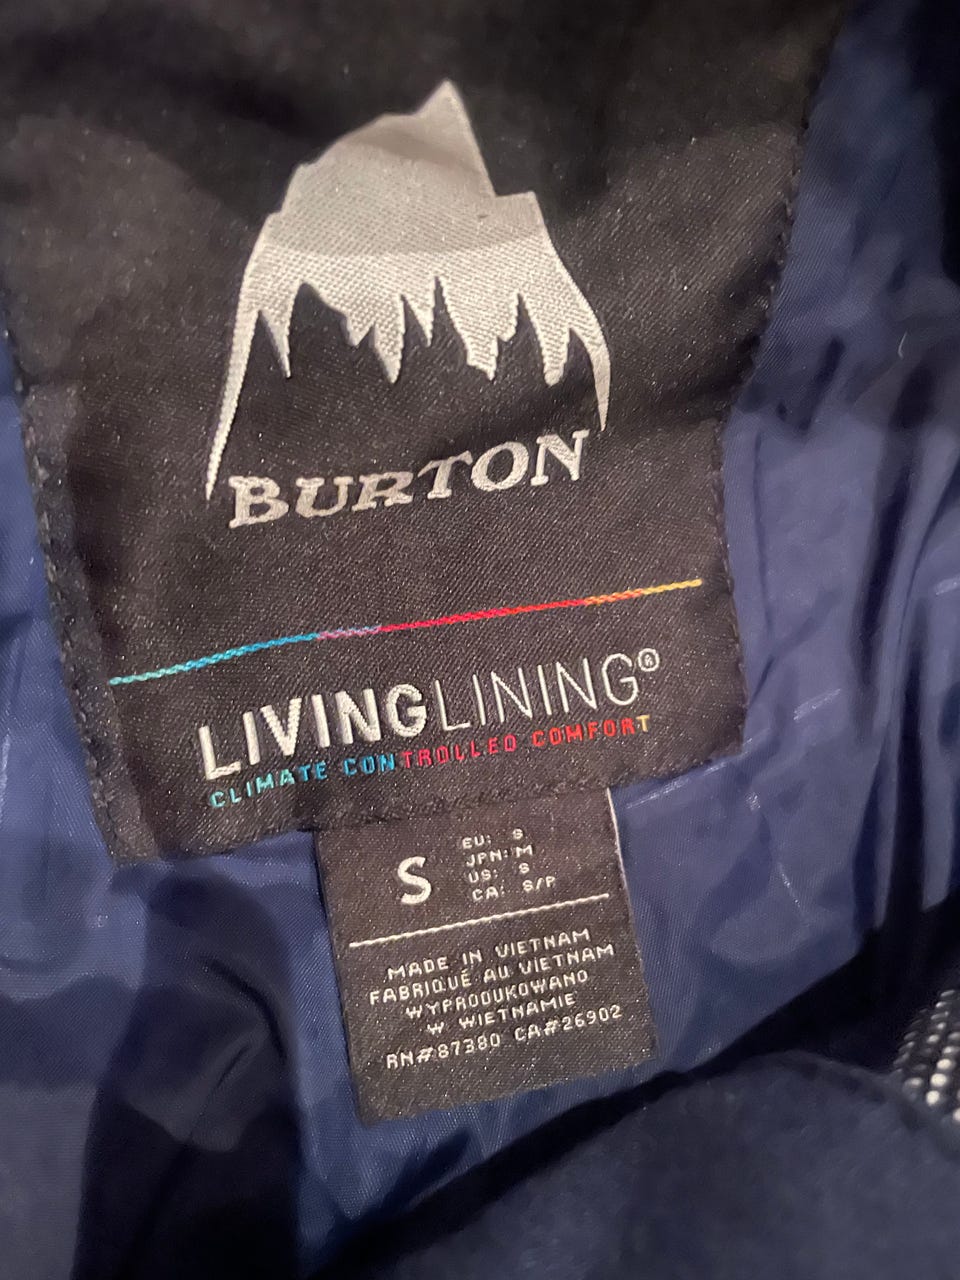 BURTON
LIVINGLINING®
CLIMATE CONTROLLED COMFORT
S
EU: S
JPN: M
US: S
CA: S/P
MADE IN VIETNAM
FABRIQUÉ AU VIETNAM
WYPRODUKOWANO
W WIETNAMIE
RN#87380 CA#26902